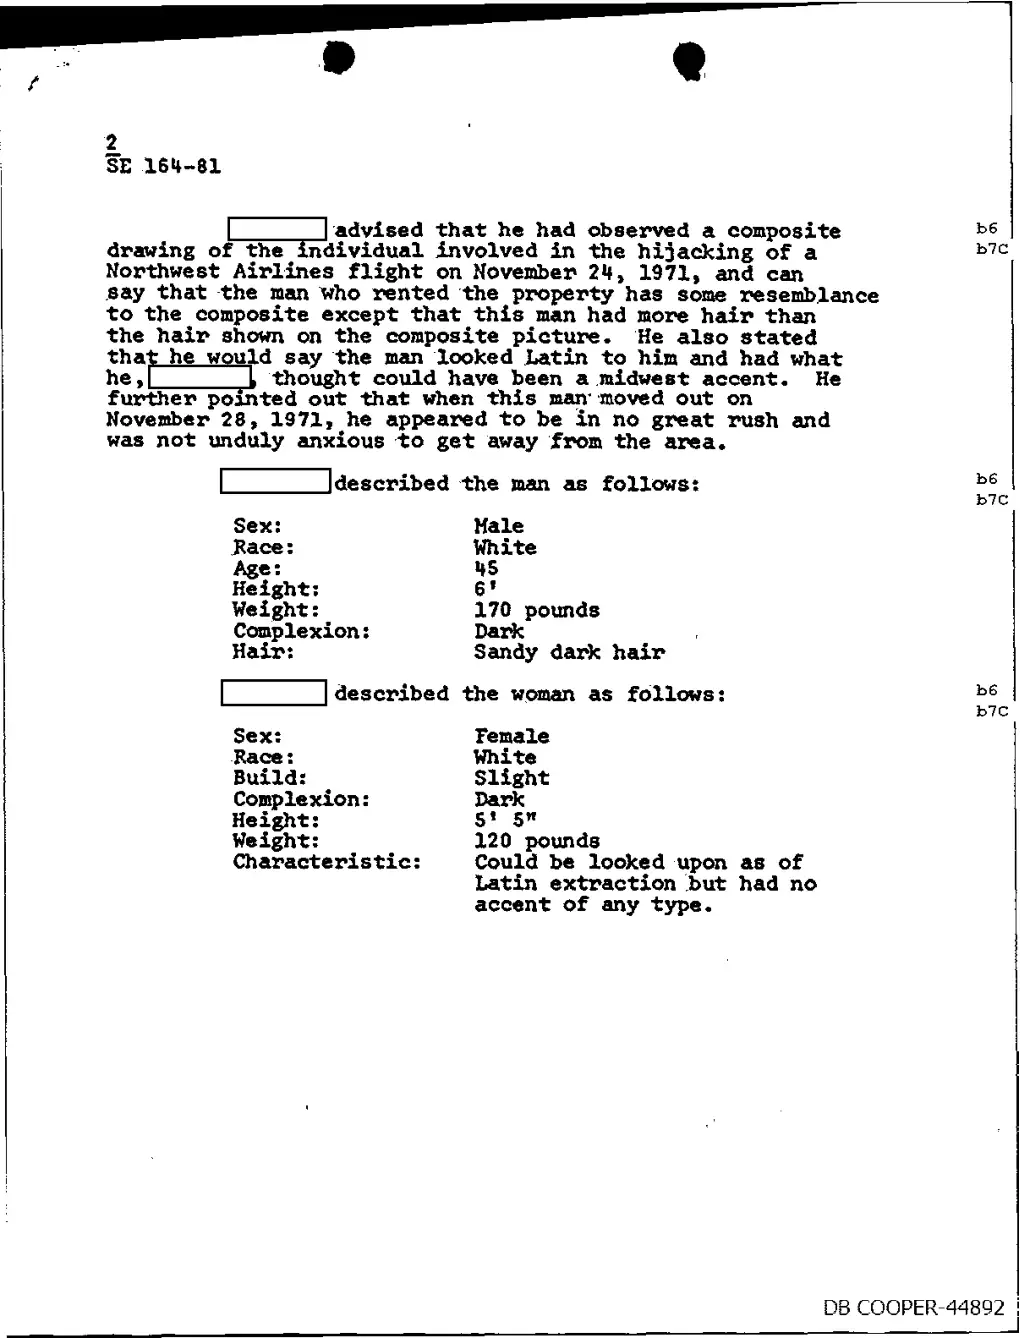 2
SE 164-81
advised that he had observed a composite b6
drawing of the individual involved in the hijacking of a b7C
Northwest Airlines flight on November 24, 1971, and can
say that the man who rented the property has some resemblance
to the composite except that this man had more hair than
the hair shown on the composite picture. He also stated
that he would say the man looked Latin to him and had what
he, , thought could have been a midwest accent. He
further pointed out that when this man moved out on
November 28, 1971, he appeared to be in no great rush and
was not unduly anxious to get away from the area.
described the man as follows: b6
b7C
Sex: Male
Race: White
Age: 45
Height: 6'
Weight: 170 pounds
Complexion: Dark
Hair: Sandy dark hair
described the woman as follows: b6
b7C
Sex: Female
Race: White
Build: Slight
Complexion: Dark
Height: 5' 5"
Weight: 120 pounds
Characteristic: Could be looked upon as of
Latin extraction but had no
accent of any type.
DB COOPER-44892